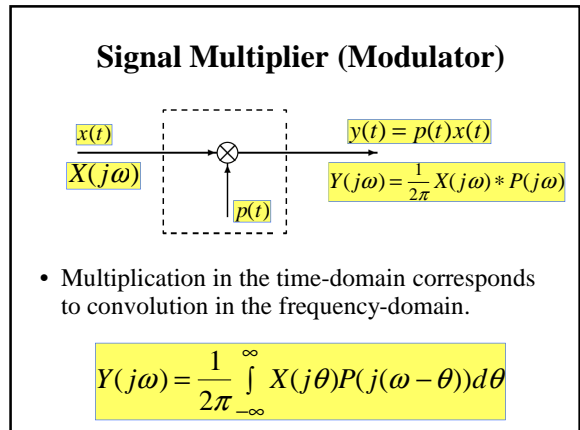 Signal Multiplier (Modulator)
x(t)
y(t) = p(t)x(t)
X(jω)
Y(jω) = 1/2π X(jω) * P(jω)
p(t)
• Multiplication in the time-domain corresponds
to convolution in the frequency-domain.
Y(jω) = 1/2π ∫_{-∞}^{∞} X(jθ)P(j(ω − θ))dθ